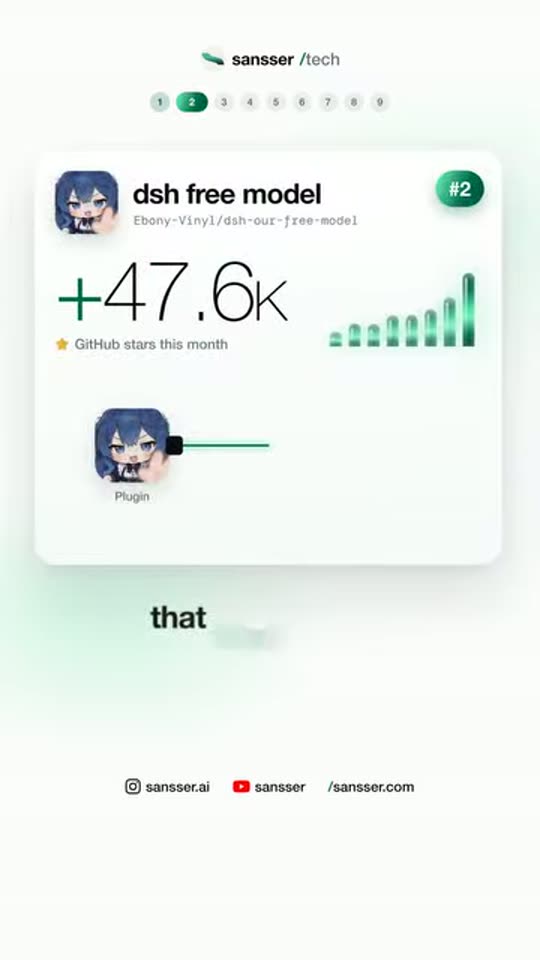 sansser /tech
1 2 3 4 5 6 7 8 9
dsh free model
#2
Ebony-Vinyl/dsh-our-free-model
+47.6K
GitHub stars this month
Plugin
that
sansser.ai sansser /sansser.com